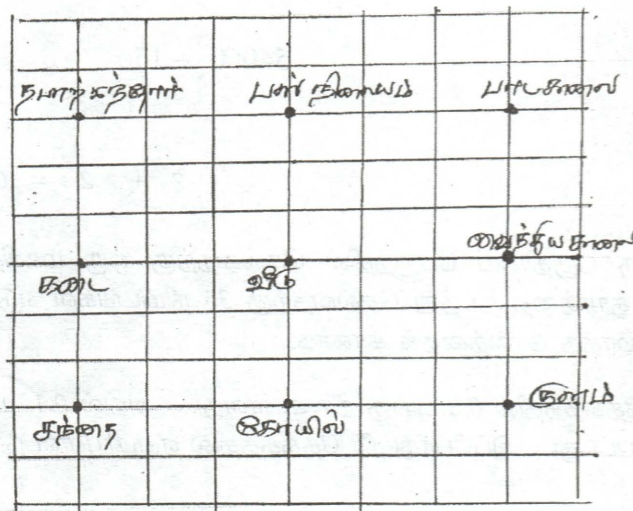 பஸ் நிலையம்
பாடசாலை
வைத்தியசாலை
கடை
வீடு
குளம்
சந்தை
கோயில்